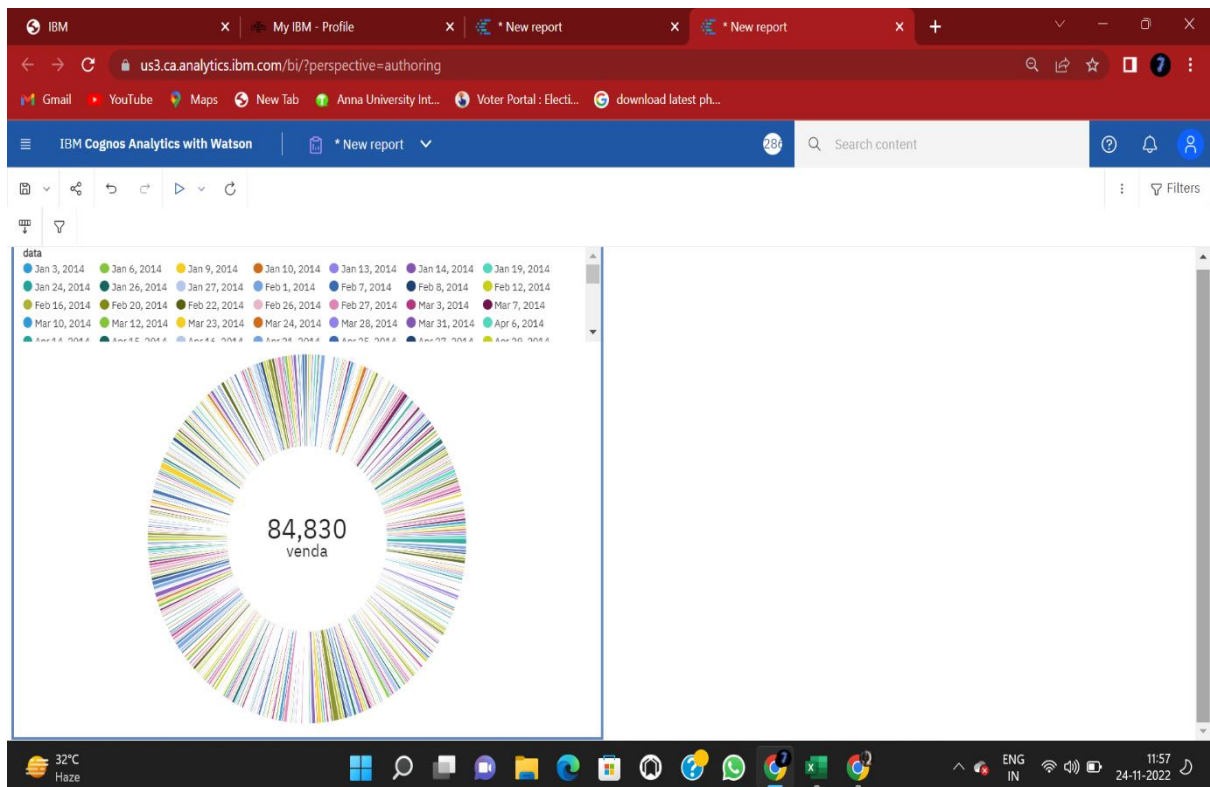 IBM
My IBM - Profile
* New report
* New report
us3.ca.analytics.ibm.com/bi/?perspective=authoring
Gmail YouTube Maps New Tab Anna University Int... Voter Portal : Electi... download latest ph...
IBM Cognos Analytics with Watson * New report 286 Search content
Filters
data
Jan 3, 2014 Jan 6, 2014 Jan 9, 2014 Jan 10, 2014 Jan 13, 2014 Jan 14, 2014 Jan 19, 2014
Jan 24, 2014 Jan 26, 2014 Jan 27, 2014 Feb 1, 2014 Feb 7, 2014 Feb 8, 2014 Feb 12, 2014
Feb 16, 2014 Feb 20, 2014 Feb 22, 2014 Feb 26, 2014 Feb 27, 2014 Mar 3, 2014 Mar 7, 2014
Mar 10, 2014 Mar 12, 2014 Mar 23, 2014 Mar 24, 2014 Mar 28, 2014 Mar 31, 2014 Apr 6, 2014
84,830
venda
32°C
Haze
ENG
IN
11:57
24-11-2022